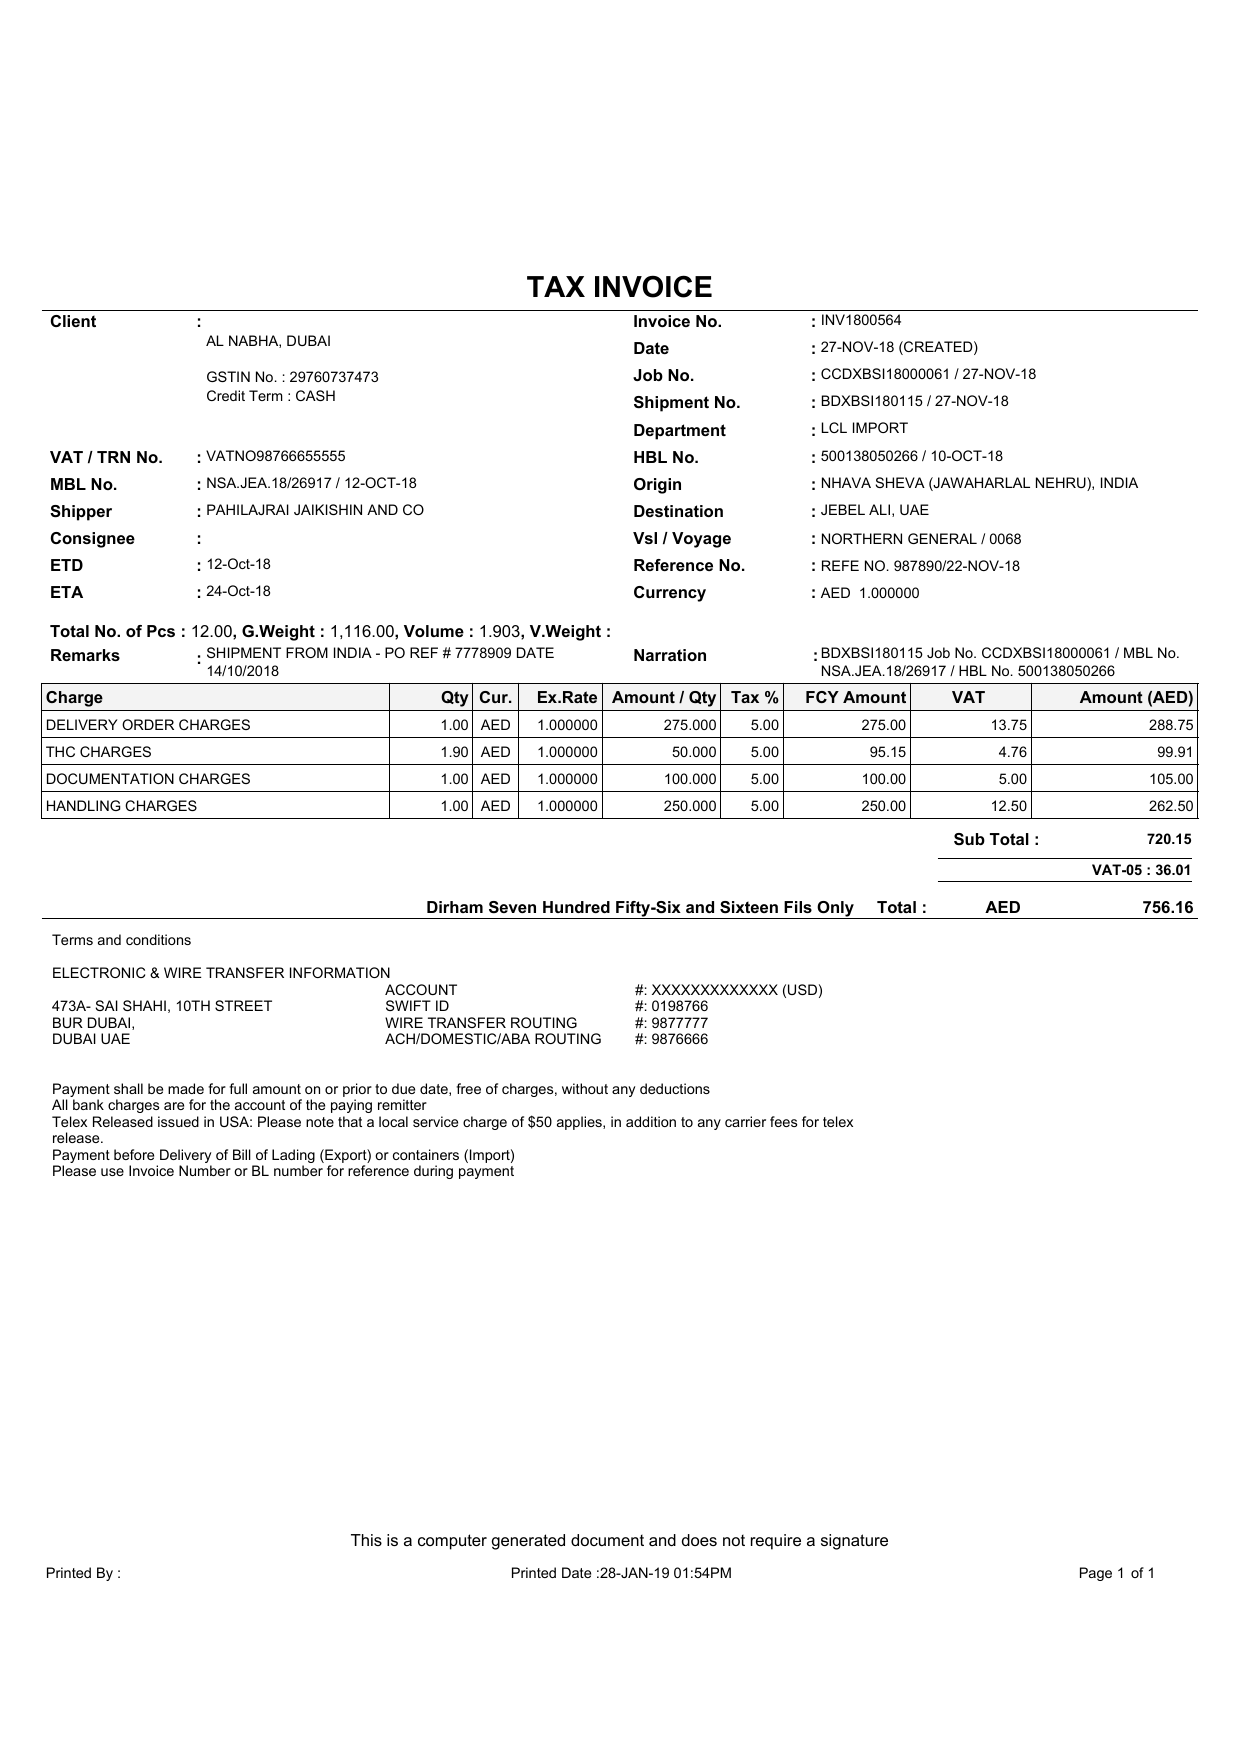 TAX INVOICE
Client :
AL NABHA, DUBAI
GSTIN No. : 29760737473
Credit Term : CASH
VAT / TRN No. : VATNO98766655555
MBL No. : NSA.JEA.18/26917 / 12-OCT-18
Shipper : PAHILAJRAI JAIKISHIN AND CO
Consignee :
ETD : 12-Oct-18
ETA : 24-Oct-18
Invoice No. : INV1800564
Date : 27-NOV-18 (CREATED)
Job No. : CCDXBSI18000061 / 27-NOV-18
Shipment No. : BDXBSI180115 / 27-NOV-18
Department : LCL IMPORT
HBL No. : 500138050266 / 10-OCT-18
Origin : NHAVA SHEVA (JAWAHARLAL NEHRU), INDIA
Destination : JEBEL ALI, UAE
Vsl / Voyage : NORTHERN GENERAL / 0068
Reference No. : REFE NO. 987890/22-NOV-18
Currency : AED 1.000000
Total No. of Pcs : 12.00, G.Weight : 1,116.00, Volume : 1.903, V.Weight :
Remarks : SHIPMENT FROM INDIA - PO REF # 7778909 DATE
14/10/2018
Narration : BDXBSI180115 Job No. CCDXBSI18000061 / MBL No.
NSA.JEA.18/26917 / HBL No. 500138050266
Charge Qty Cur. Ex.Rate Amount / Qty Tax % FCY Amount VAT Amount (AED)
DELIVERY ORDER CHARGES 1.00 AED 1.000000 275.000 5.00 275.00 13.75 288.75
THC CHARGES 1.90 AED 1.000000 50.000 5.00 95.15 4.76 99.91
DOCUMENTATION CHARGES 1.00 AED 1.000000 100.000 5.00 100.00 5.00 105.00
HANDLING CHARGES 1.00 AED 1.000000 250.000 5.00 250.00 12.50 262.50
Sub Total : 720.15
VAT-05 : 36.01
Dirham Seven Hundred Fifty-Six and Sixteen Fils Only Total : AED 756.16
Terms and conditions
ELECTRONIC & WIRE TRANSFER INFORMATION
ACCOUNT #: XXXXXXXXXXXXX (USD)
473A- SAI SHAHI, 10TH STREET SWIFT ID #: 0198766
BUR DUBAI, WIRE TRANSFER ROUTING #: 9877777
DUBAI UAE ACH/DOMESTIC/ABA ROUTING #: 9876666
Payment shall be made for full amount on or prior to due date, free of charges, without any deductions
All bank charges are for the account of the paying remitter
Telex Released issued in USA: Please note that a local service charge of $50 applies, in addition to any carrier fees for telex
release.
Payment before Delivery of Bill of Lading (Export) or containers (Import)
Please use Invoice Number or BL number for reference during payment
This is a computer generated document and does not require a signature
Printed By : Printed Date :28-JAN-19 01:54PM Page 1 of 1